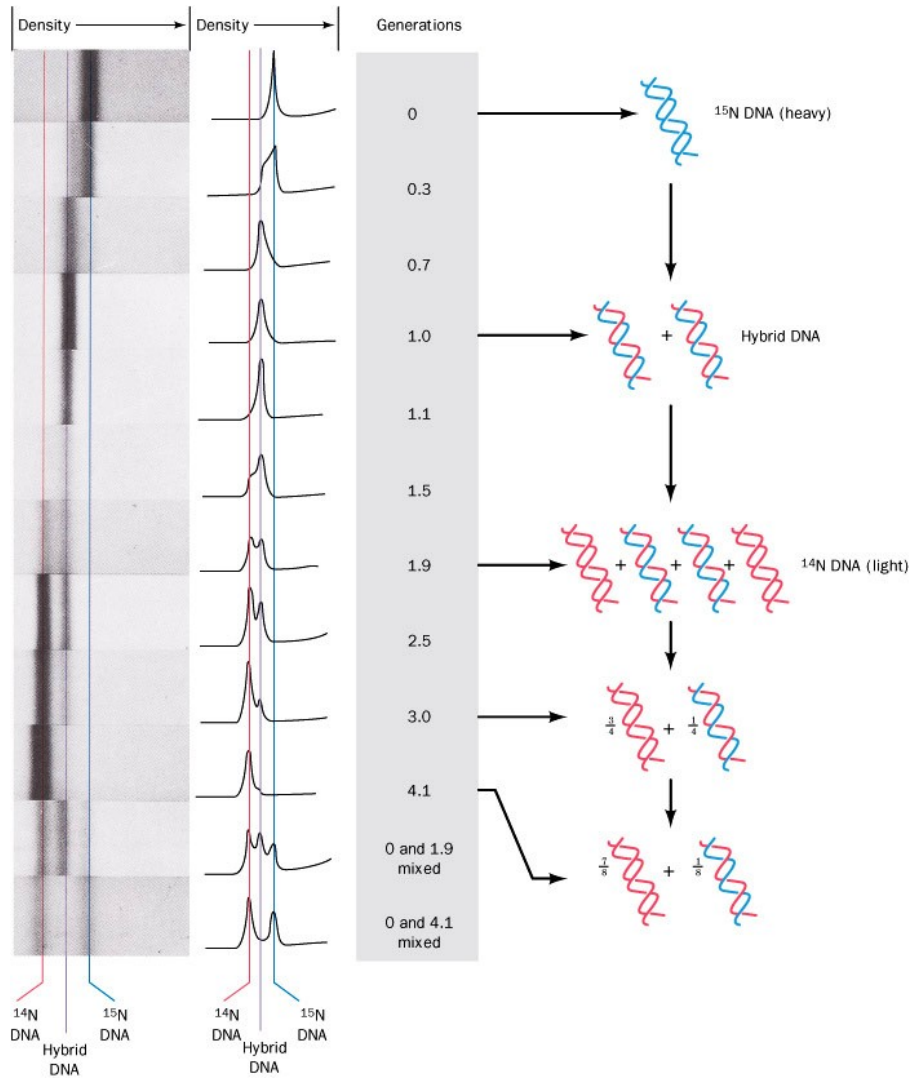 Density
Density
Generations
0
¹⁵N DNA (heavy)
0.3
0.7
1.0
+
Hybrid DNA
1.1
1.5
1.9
+ + +
¹⁴N DNA (light)
2.5
3.0
¾ + ¼
4.1
0 and 1.9
mixed
⅞ + ⅛
0 and 4.1
mixed
¹⁴N
DNA
Hybrid
DNA
¹⁵N
DNA
¹⁴N
DNA
Hybrid
DNA
¹⁵N
DNA